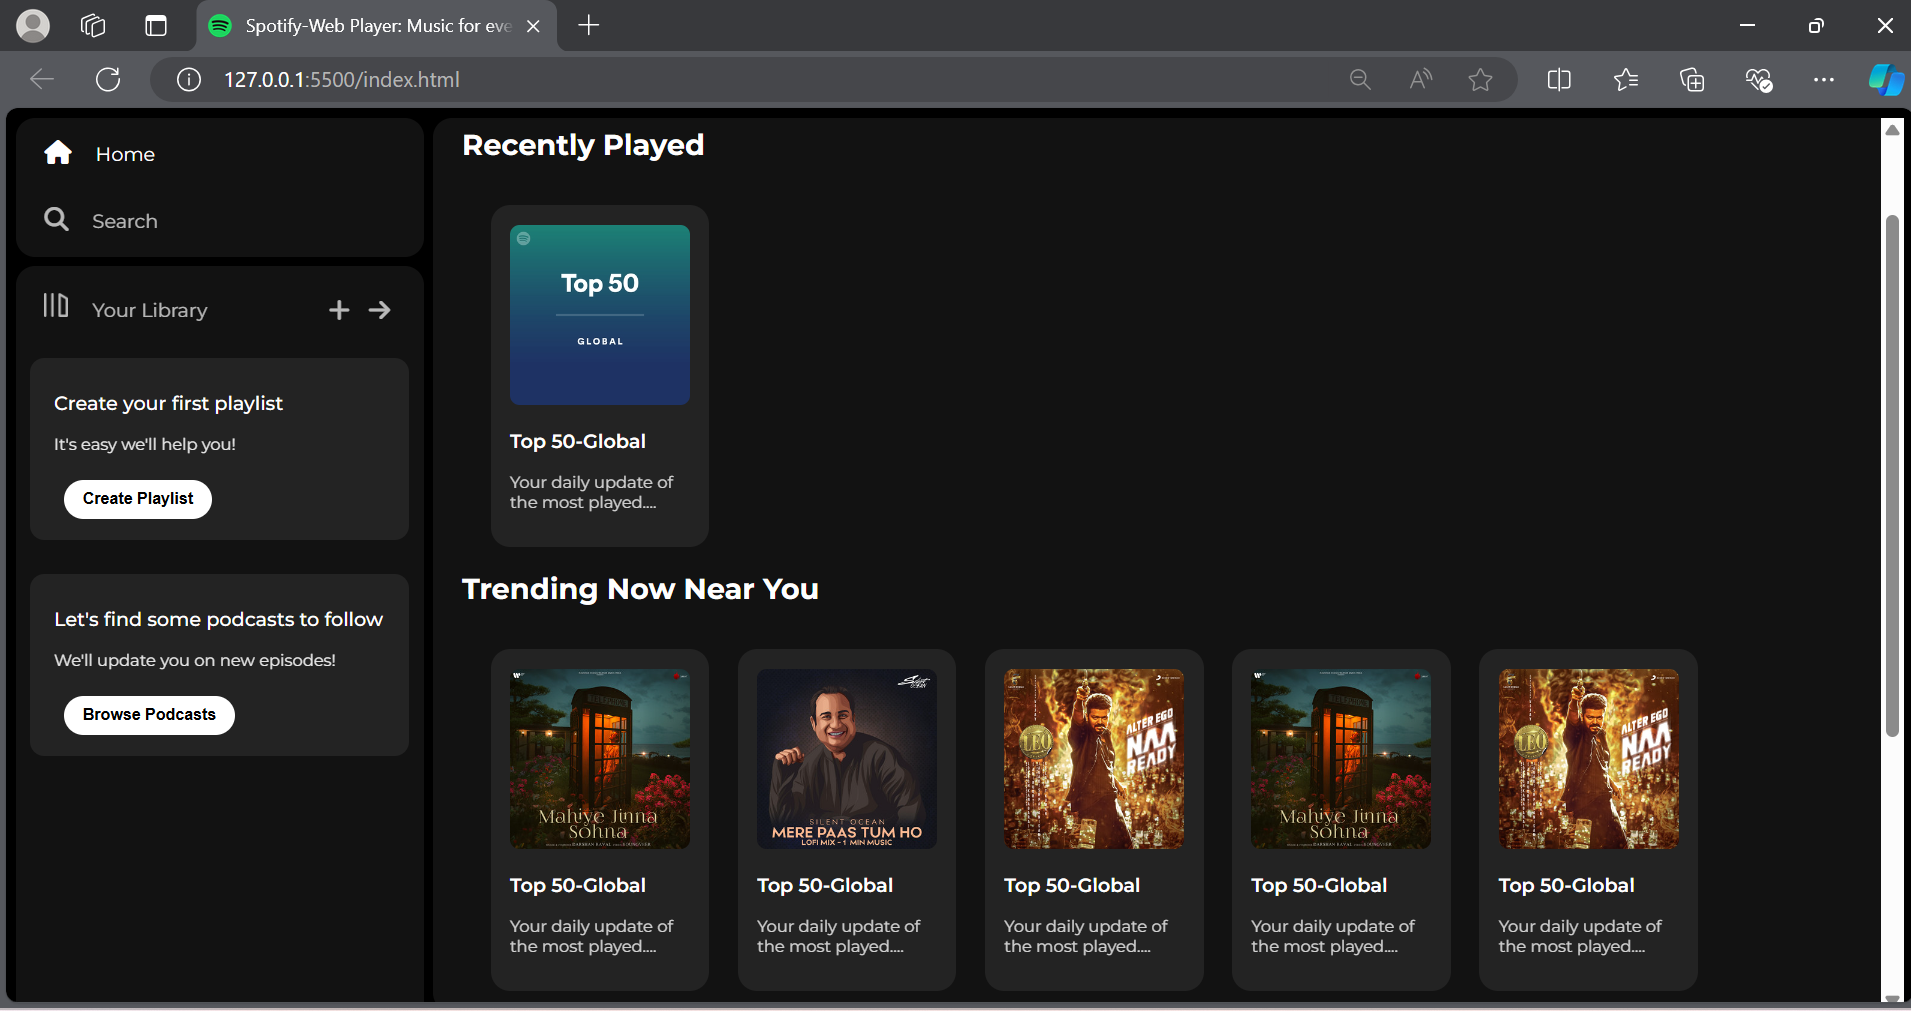 Spotify-Web Player: Music for eve
127.0.0.1:5500/index.html
Home
Search
Your Library
Create your first playlist
It's easy we'll help you!
Create Playlist
Let's find some podcasts to follow
We'll update you on new episodes!
Browse Podcasts
Recently Played
Top 50
GLOBAL
Top 50-Global
Your daily update of
the most played....
Trending Now Near You
Mahiye Jinna
Sohna
Top 50-Global
Your daily update of
the most played....
Silent
OCEAN
SILENT OCEAN
MERE PAAS TUM HO
LOFI MIX - 1 MIN MUSIC
Top 50-Global
Your daily update of
the most played....
LEO
ALTER EGO
NAA
READY
Top 50-Global
Your daily update of
the most played....
Mahiye Jinna
Sohna
Top 50-Global
Your daily update of
the most played....
LEO
ALTER EGO
NAA
READY
Top 50-Global
Your daily update of
the most played....